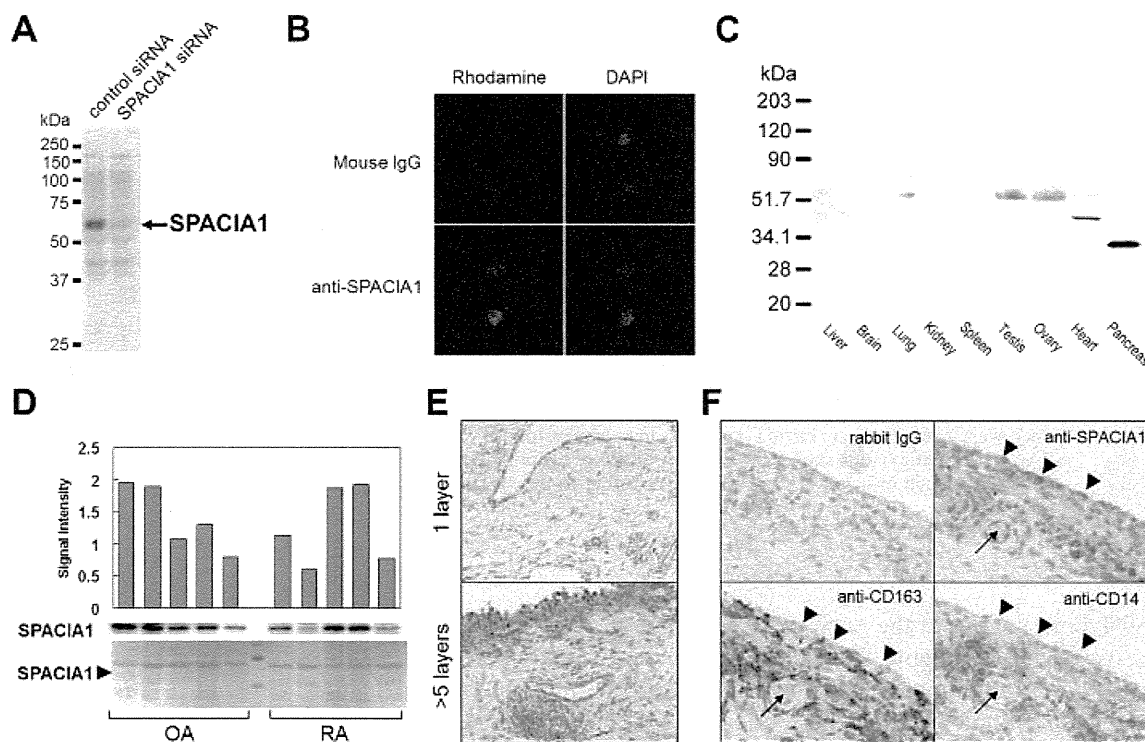 A
control siRNA
SPACIA1 siRNA
kDa
250
150
100
75
50
37
25
SPACIA1
B
Rhodamine
DAPI
Mouse IgG
anti-SPACIA1
C
kDa
203
120
90
51.7
34.1
28
20
Liver
Brain
Lung
Kidney
Spleen
Testis
Ovary
Heart
Pancreas
D
Signal Intensity
2.5
2
1.5
1
0.5
0
SPACIA1
SPACIA1
OA
RA
E
1 layer
>5 layers
F
rabbit IgG
anti-SPACIA1
anti-CD163
anti-CD14